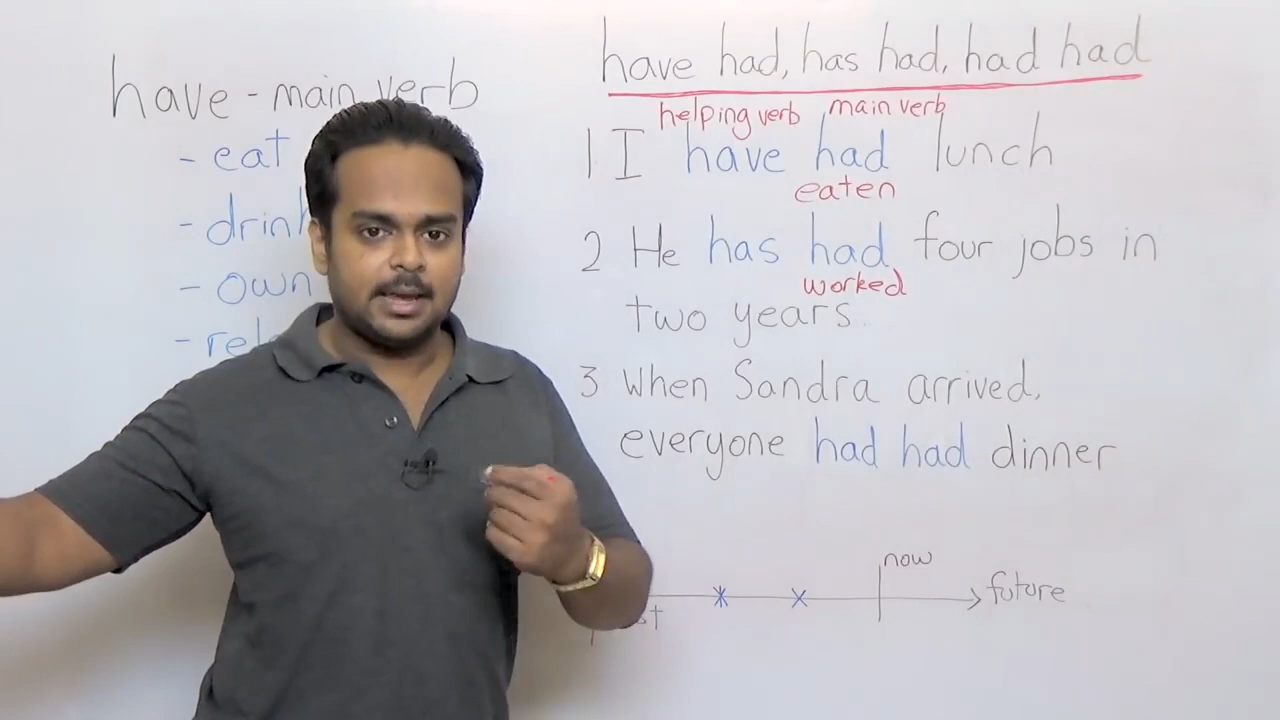 have - main verb
- eat
- drink
- own
have had, has had, had had
helping verb main verb
1 I have had lunch
eaten
2 He has had four jobs in
worked
two years.
3 When Sandra arrived,
everyone had had dinner
now
future